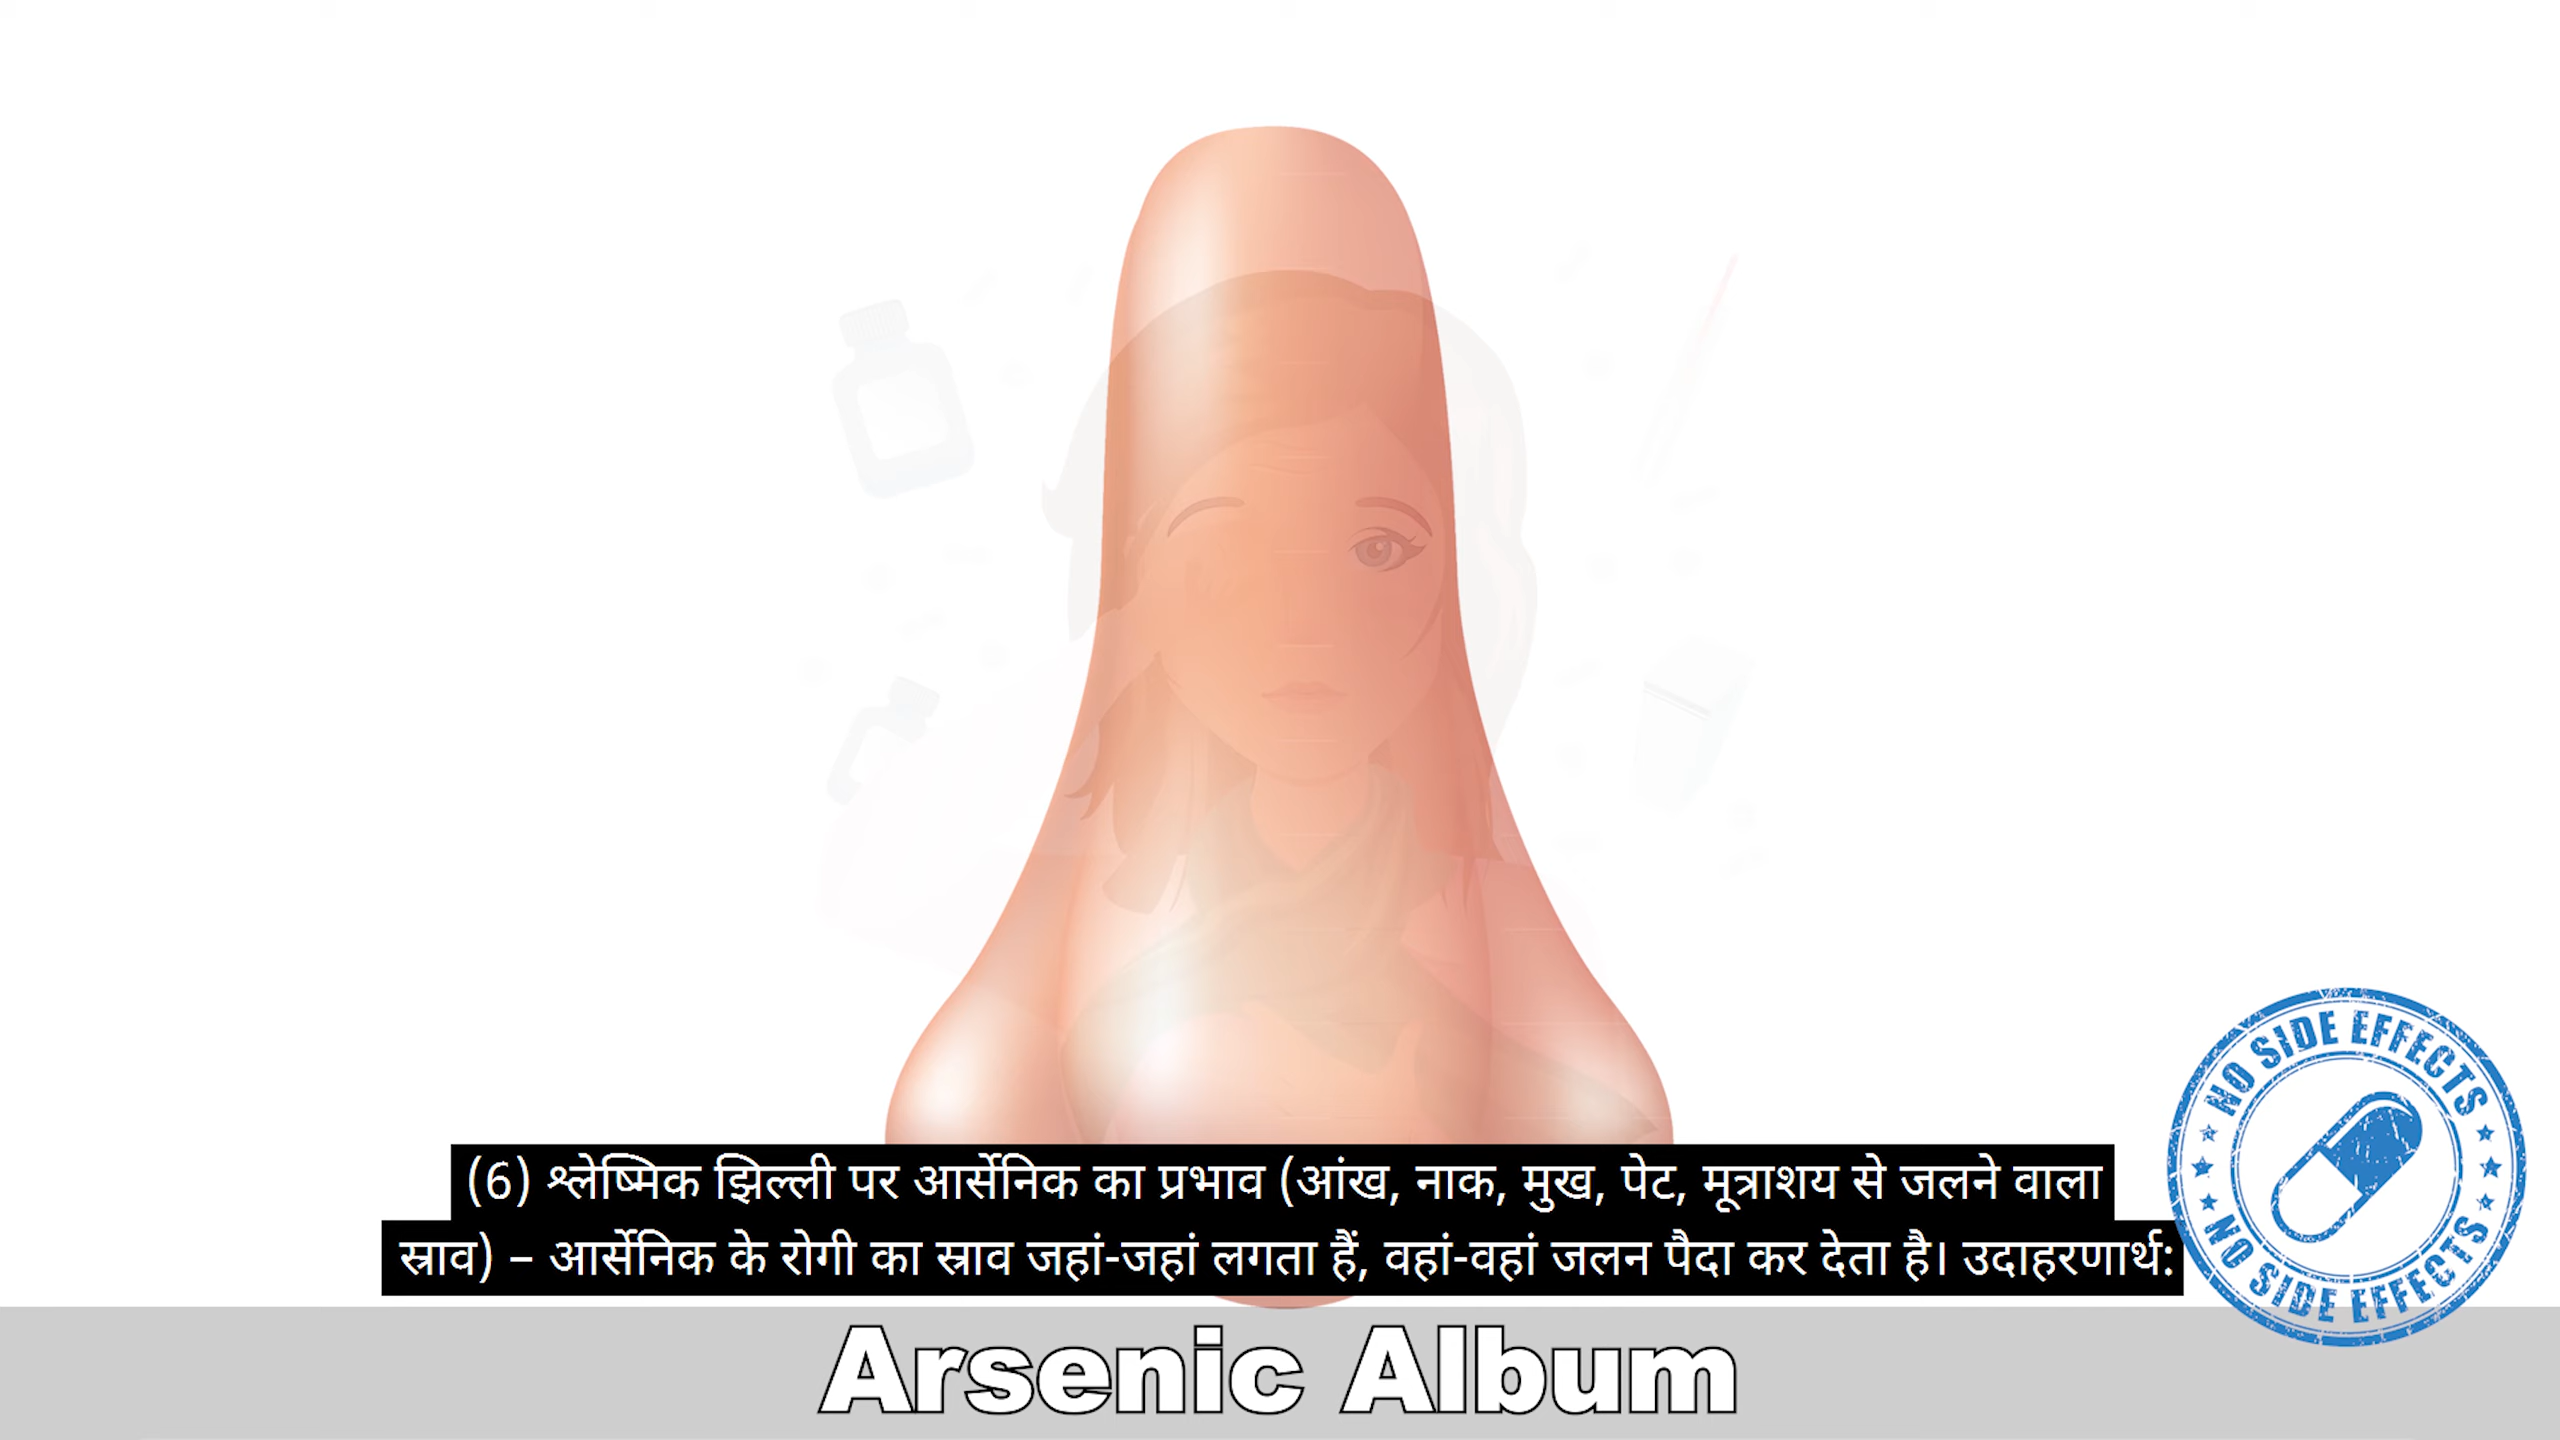 (6) श्लेष्मिक झिल्ली पर आर्सेनिक का प्रभाव (आंख, नाक, मुख, पेट, मूत्राशय से जलने वाला
स्राव) – आर्सेनिक के रोगी का स्राव जहां-जहां लगता हैं, वहां-वहां जलन पैदा कर देता है। उदाहरणार्थ:
NO SIDE EFFECTS
NO SIDE EFFECTS
Arsenic Album